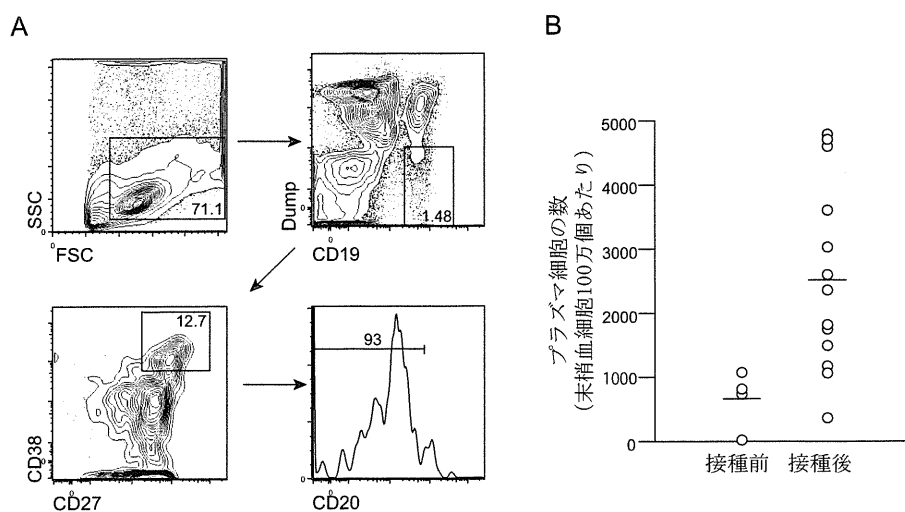 A
SSC
71.1
FSC
Dump
1.48
CD19
CD38
12.7
CD27
93
CD20
B
プラズマ細胞の数
(末梢血細胞100万個あたり)
5000
4000
3000
2000
1000
0
接種前
接種後